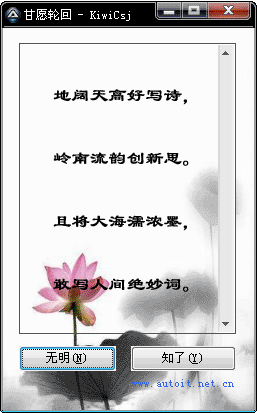 甘愿轮回 - KiwiCsj
地阔天高好写诗，
岭南流韵创新思。
且将大海濡浓墨，
敢写人间绝妙词。
无明(N) 知了(Y)
www.autoit.net.cn